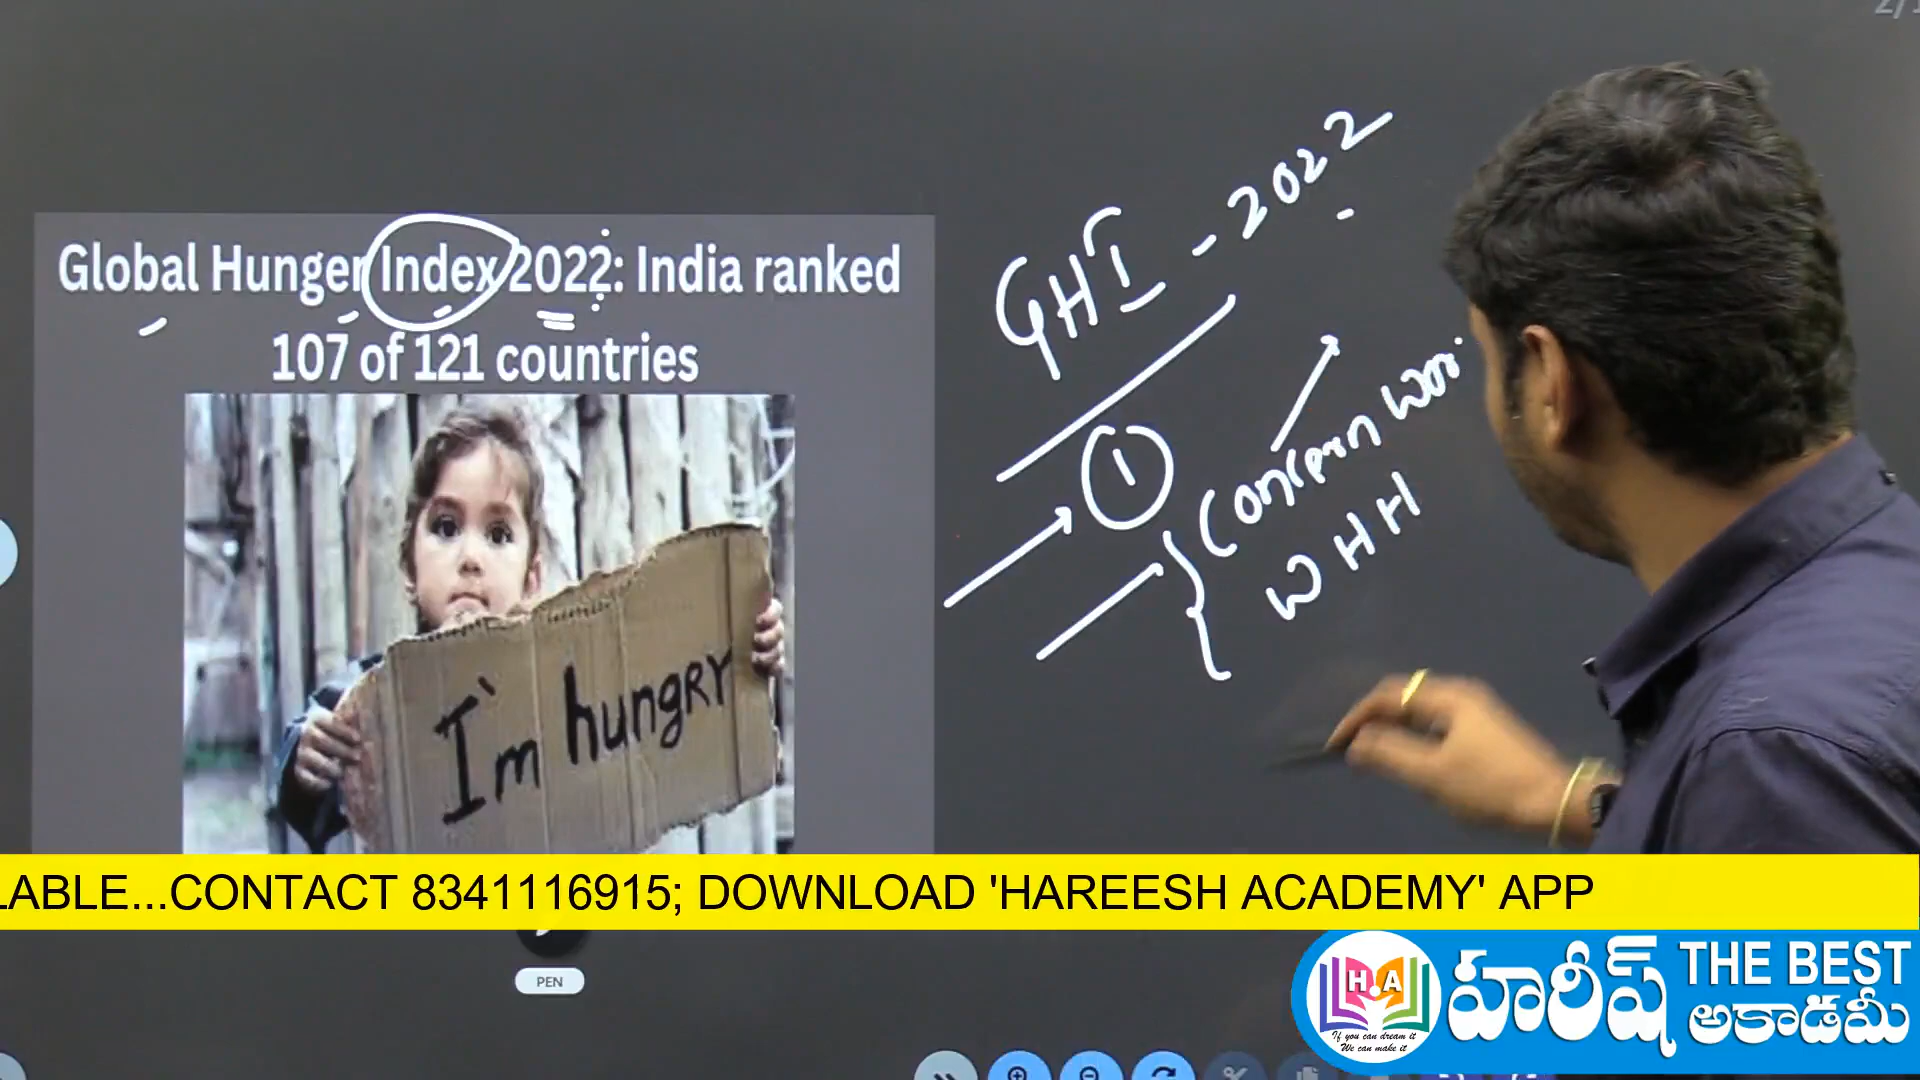 2/1
Global Hunger Index 2022: India ranked
107 of 121 countries
I'm hungRY
GHI - 2022
1
Concern Wor
WHH
LABLE...CONTACT 8341116915; DOWNLOAD 'HAREESH ACADEMY' APP
PEN
H.A
If you can dream it
We can make it
హరీష్ THE BEST
అకాడమీ